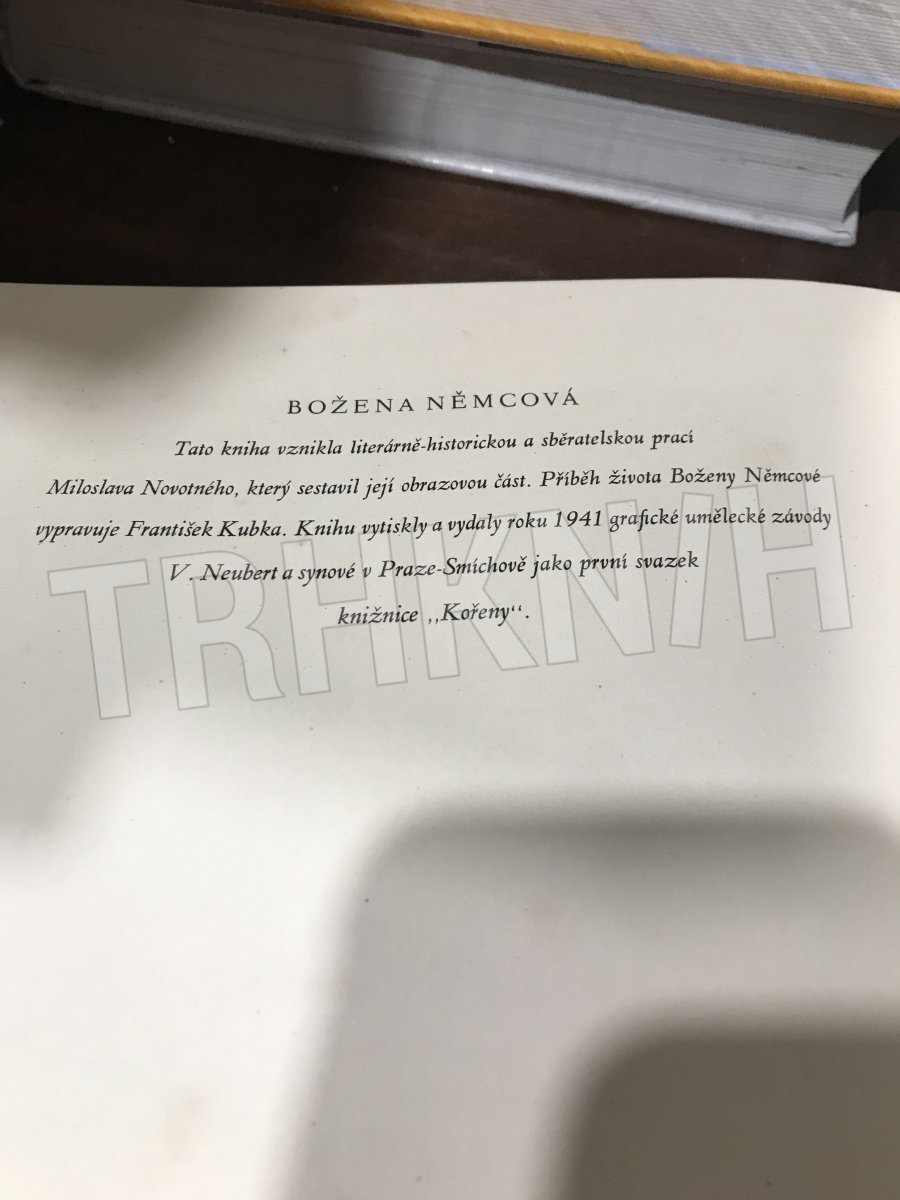 BOŽENA NĚMCOVÁ
Tato kniha vznikla literárně-historickou a sběratelskou prací
Miloslava Novotného, který sestavil její obrazovou část. Příběh života Boženy Němcové
vypravuje František Kubka. Knihu vytiskly a vydaly roku 1941 grafické umělecké závody
V. Neubert a synové v Praze-Smíchově jako první svazek
knižnice „Kořeny“.
TRHKNIH